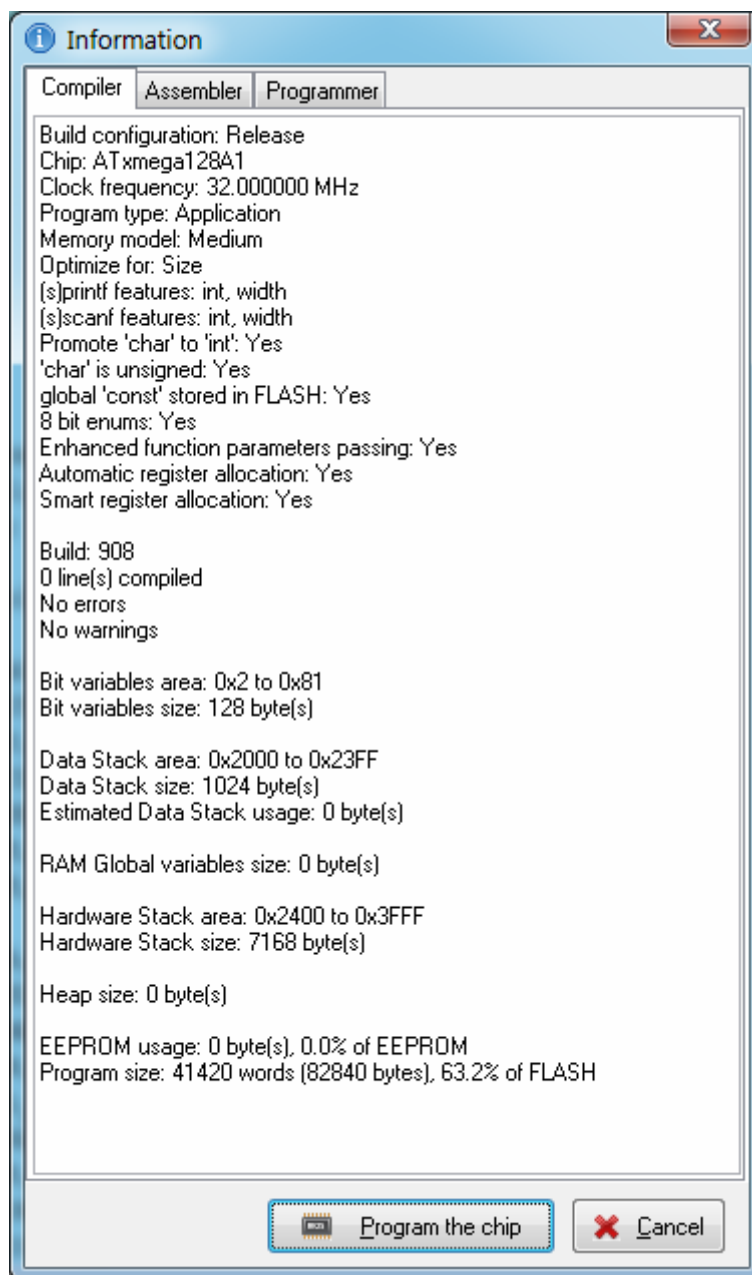 Information
Compiler
Assembler
Programmer
Build configuration: Release
Chip: ATxmega128A1
Clock frequency: 32.000000 MHz
Program type: Application
Memory model: Medium
Optimize for: Size
(s)printf features: int, width
(s)scanf features: int, width
Promote 'char' to 'int': Yes
'char' is unsigned: Yes
global 'const' stored in FLASH: Yes
8 bit enums: Yes
Enhanced function parameters passing: Yes
Automatic register allocation: Yes
Smart register allocation: Yes
Build: 908
0 line(s) compiled
No errors
No warnings
Bit variables area: 0x2 to 0x81
Bit variables size: 128 byte(s)
Data Stack area: 0x2000 to 0x23FF
Data Stack size: 1024 byte(s)
Estimated Data Stack usage: 0 byte(s)
RAM Global variables size: 0 byte(s)
Hardware Stack area: 0x2400 to 0x3FFF
Hardware Stack size: 7168 byte(s)
Heap size: 0 byte(s)
EEPROM usage: 0 byte(s), 0.0% of EEPROM
Program size: 41420 words (82840 bytes), 63.2% of FLASH
Program the chip
Cancel